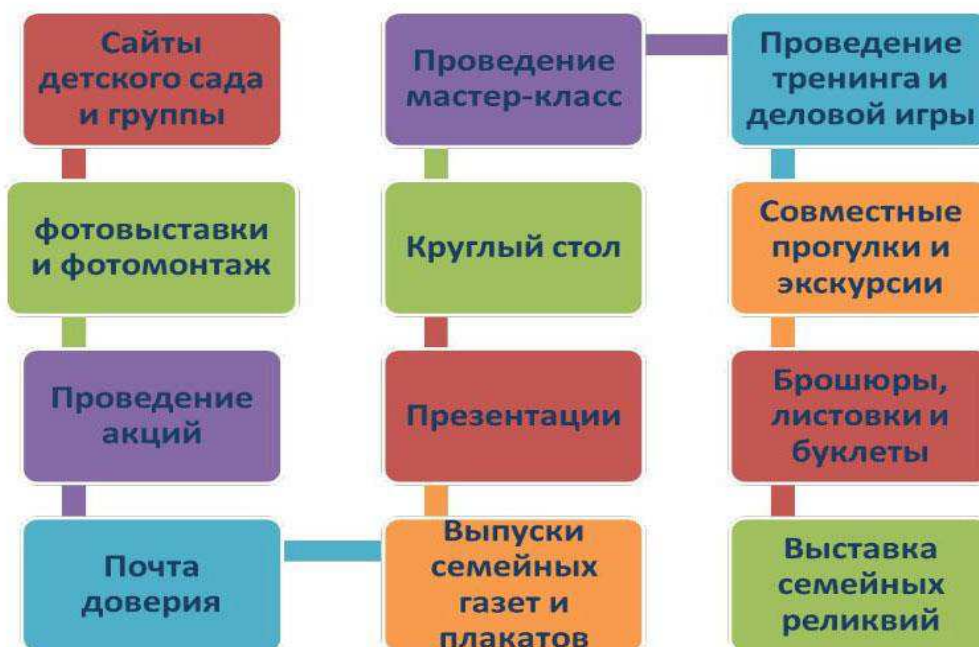 Сайты
детского сада
и группы
фотовыставки
и фотомонтаж
Проведение
акций
Почта
доверия
Выпуски
семейных
газет и
плакатов
Презентации
Круглый стол
Проведение
мастер-класс
Проведение
тренинга и
деловой игры
Совместные
прогулки и
экскурсии
Брошюры,
листовки и
буклеты
Выставка
семейных
реликвий